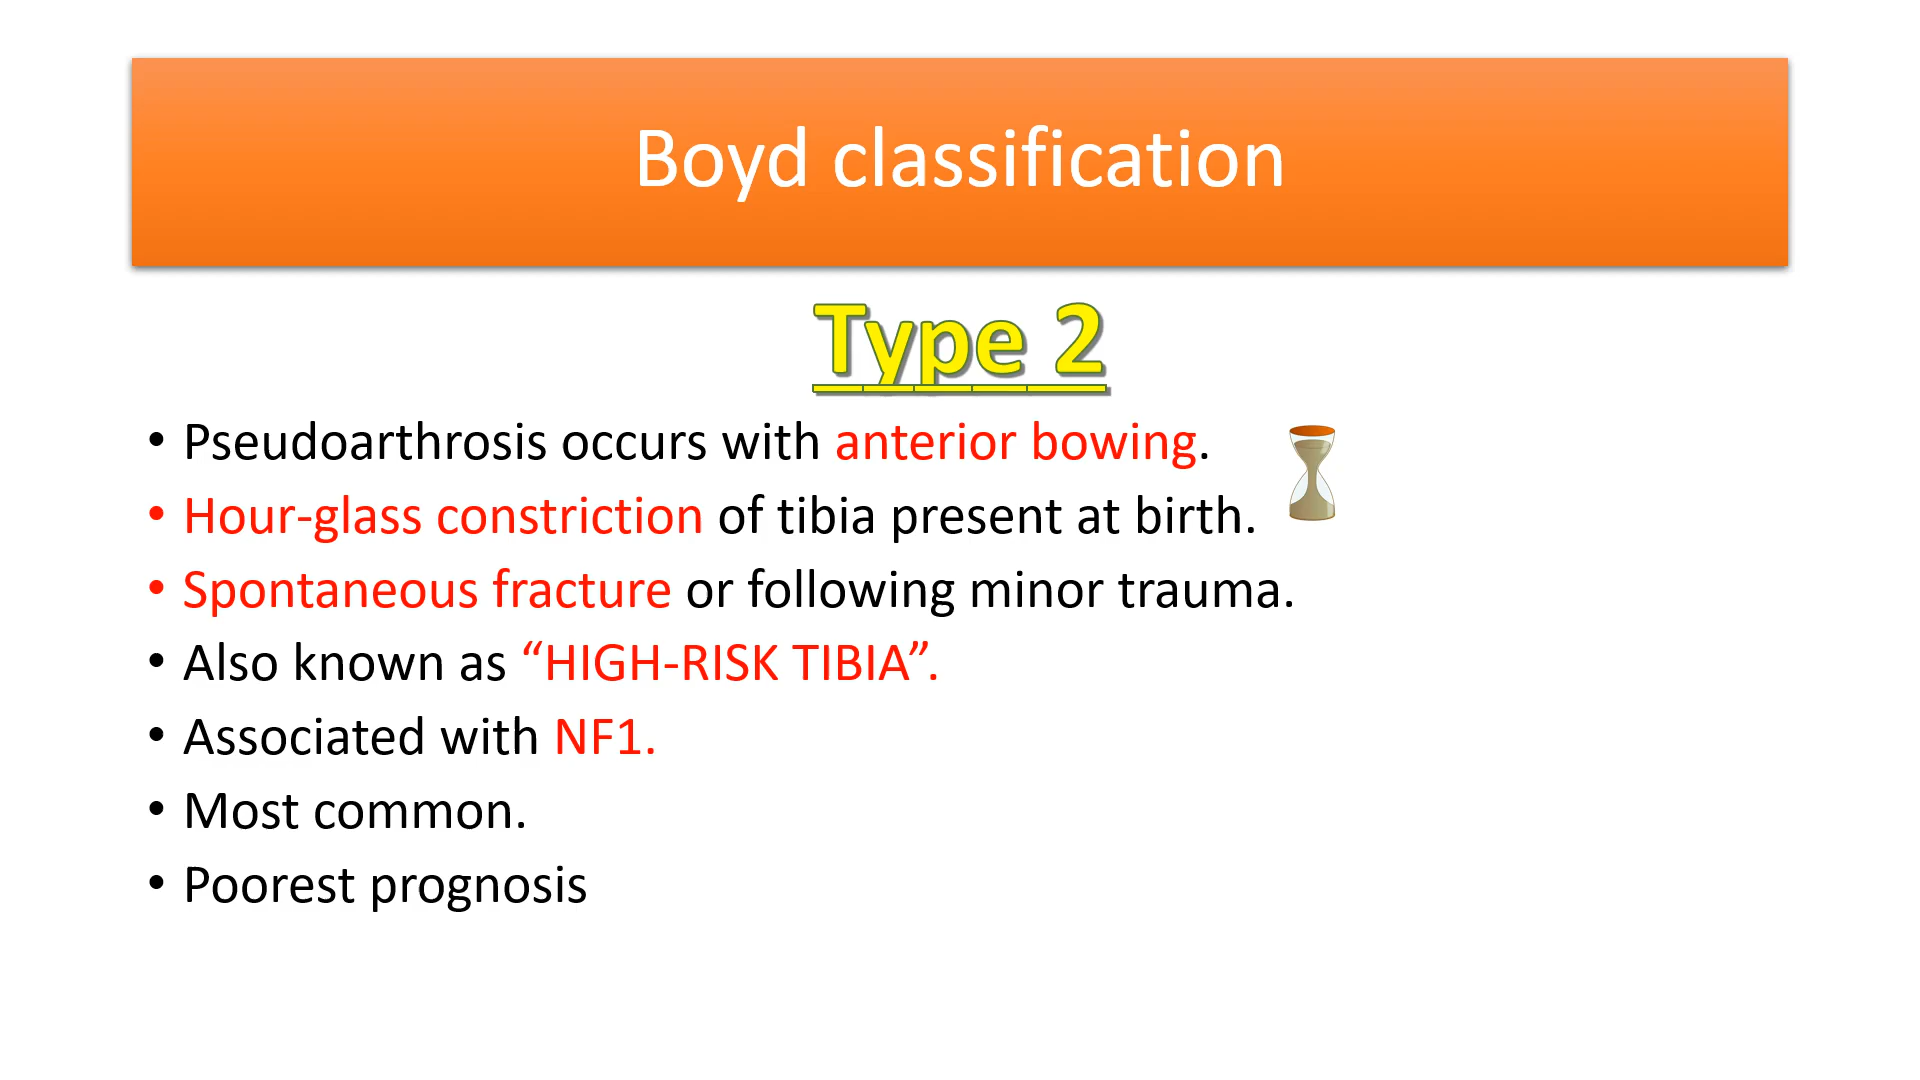 Boyd classification
Type 2
• Pseudoarthrosis occurs with anterior bowing.
• Hour-glass constriction of tibia present at birth.
• Spontaneous fracture or following minor trauma.
• Also known as “HIGH-RISK TIBIA”.
• Associated with NF1.
• Most common.
• Poorest prognosis